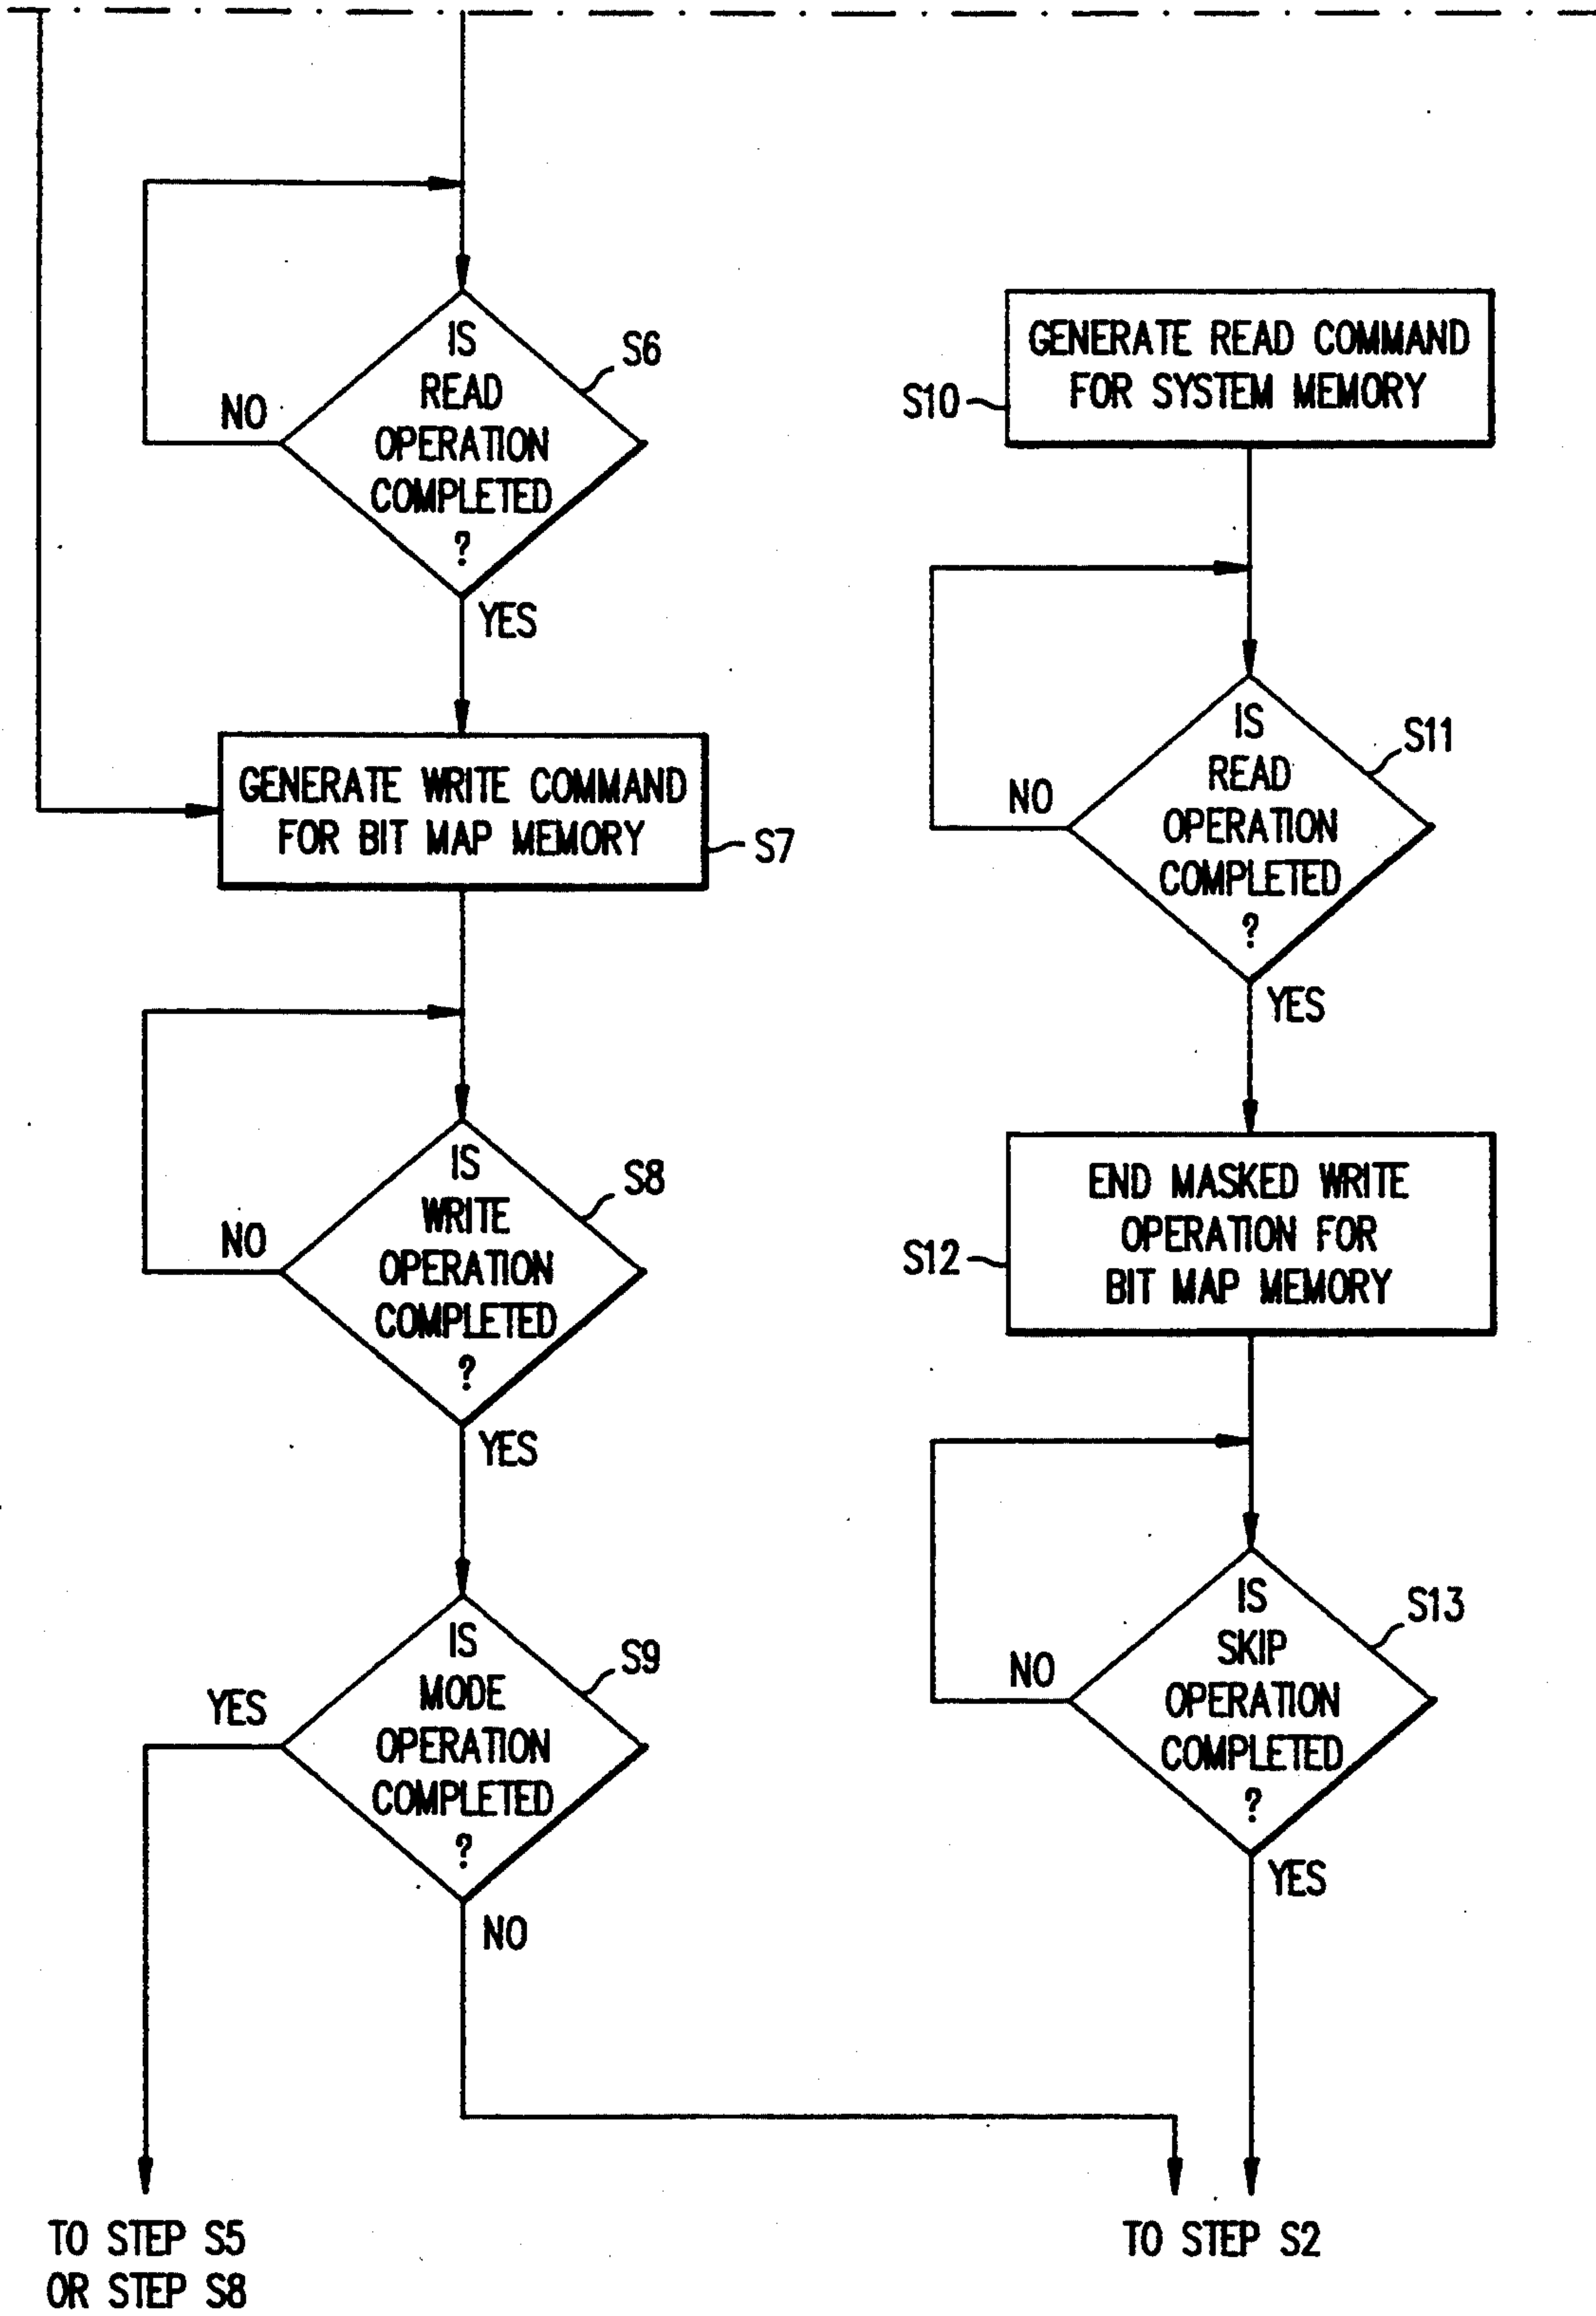 IS
READ
OPERATION
COMPLETED
?
S6
NO
YES
GENERATE WRITE COMMAND
FOR BIT MAP MEMORY
S7
IS
WRITE
OPERATION
COMPLETED
?
S8
NO
YES
IS
MODE
OPERATION
COMPLETED
?
S9
YES
NO
TO STEP S5
OR STEP S8
GENERATE READ COMMAND
FOR SYSTEM MEMORY
S10
IS
READ
OPERATION
COMPLETED
?
S11
NO
YES
END MASKED WRITE
OPERATION FOR
BIT MAP MEMORY
S12
IS
SKIP
OPERATION
COMPLETED
?
S13
NO
YES
TO STEP S2